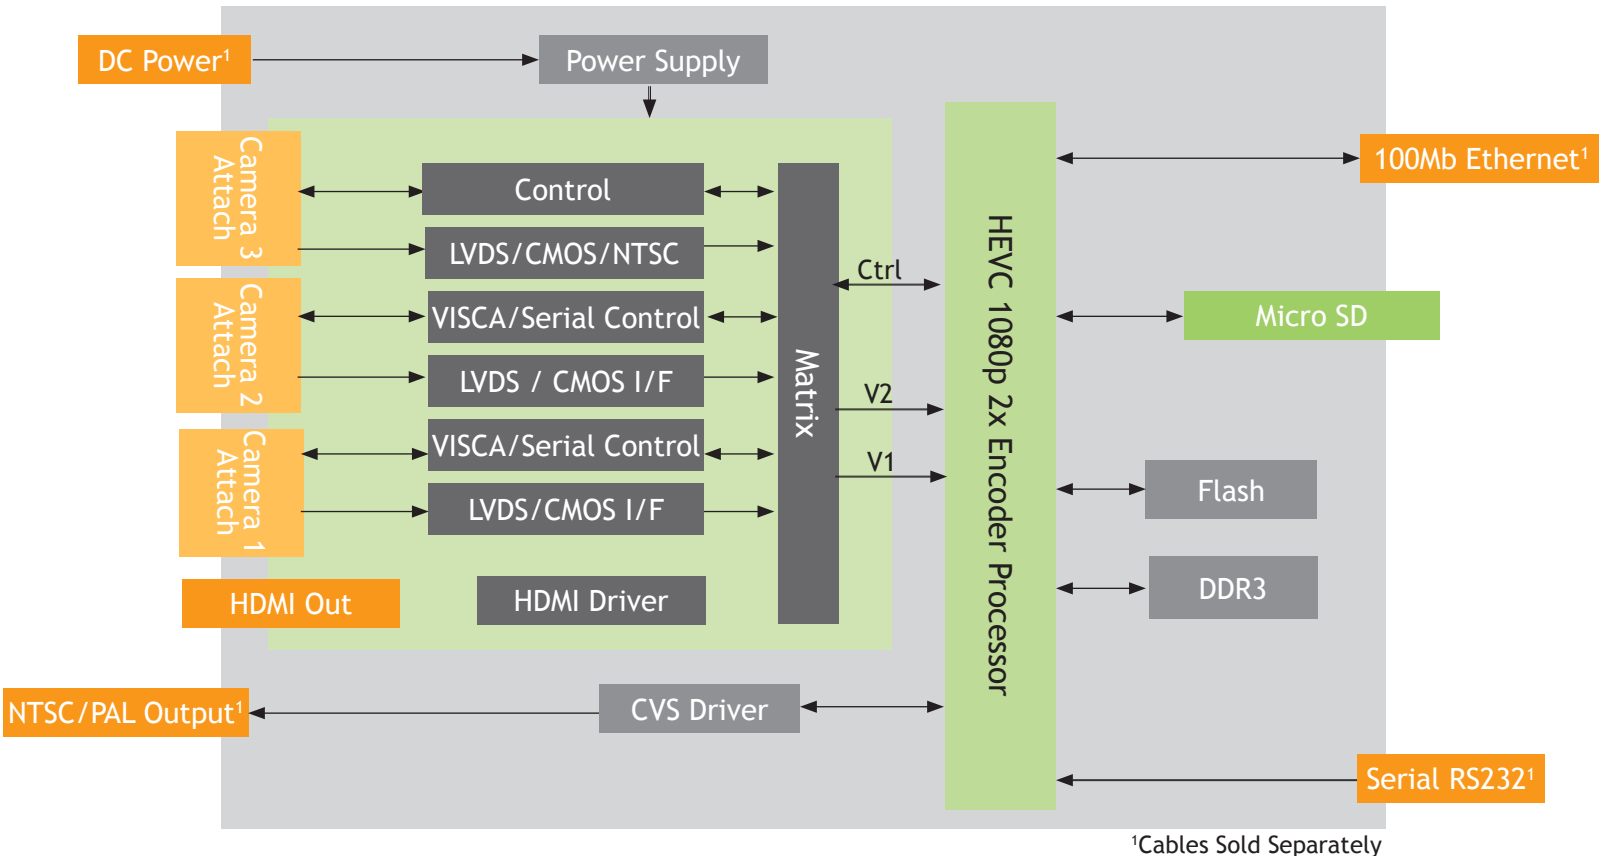 DC Power¹
Power Supply
Camera 3
Attach
Control
100Mb Ethernet¹
LVDS/CMOS/NTSC
Ctrl
Camera 2
Attach
VISCA/Serial Control
Micro SD
LVDS / CMOS I/F
Matrix
V2
HEVC 1080p 2x Encoder Processor
Camera 1
Attach
VISCA/Serial Control
V1
LVDS/CMOS I/F
Flash
HDMI Out
HDMI Driver
DDR3
NTSC/PAL Output¹
CVS Driver
Serial RS232¹
¹Cables Sold Separately